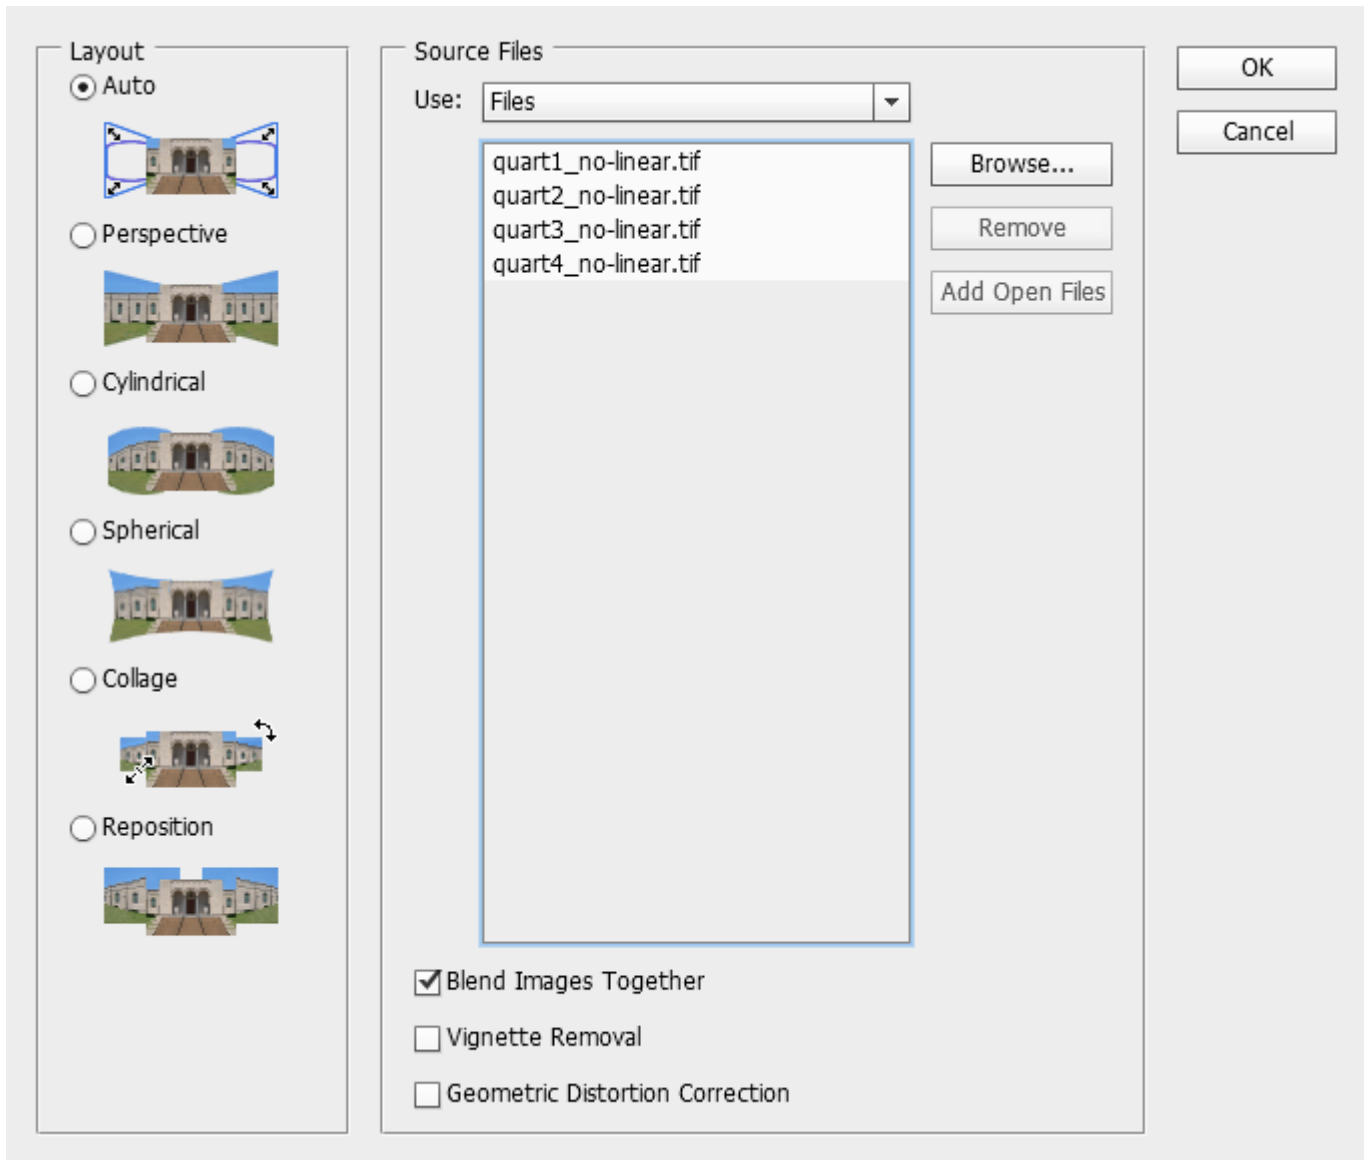 Layout
Auto
Perspective
Cylindrical
Spherical
Collage
Reposition
Source Files
Use: Files
quart1_no-linear.tif
quart2_no-linear.tif
quart3_no-linear.tif
quart4_no-linear.tif
Browse...
Remove
Add Open Files
Blend Images Together
Vignette Removal
Geometric Distortion Correction
OK
Cancel